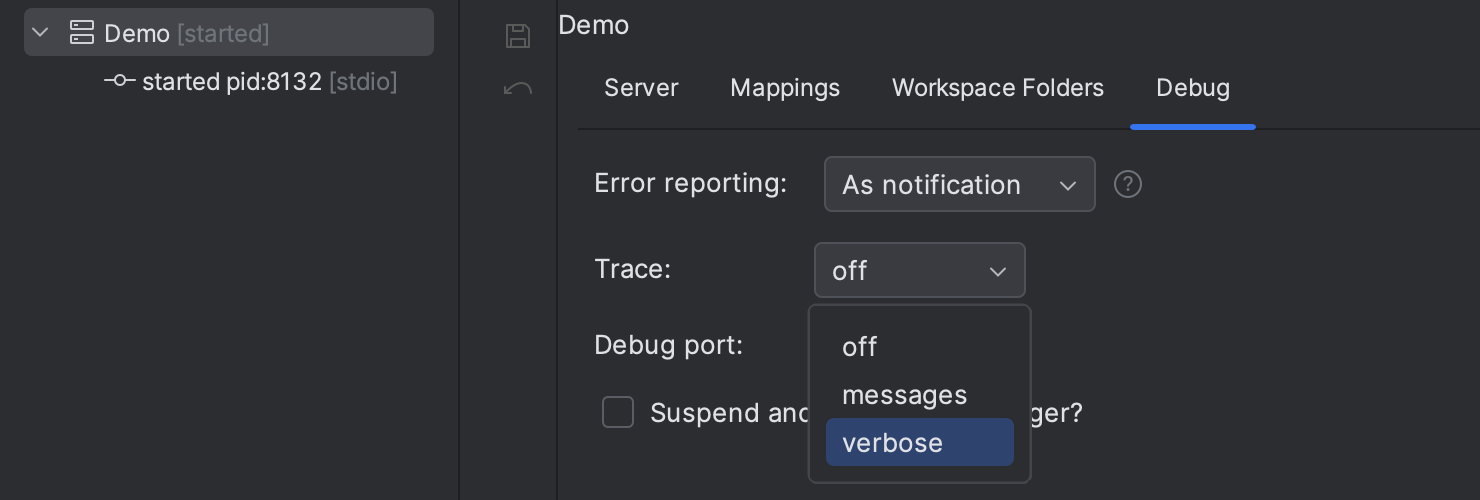 Demo [started]
started pid:8132 [stdio]
Demo
Server Mappings Workspace Folders Debug
Error reporting: As notification ?
Trace: off
off
Debug port:
messages
Suspend and ger?
verbose